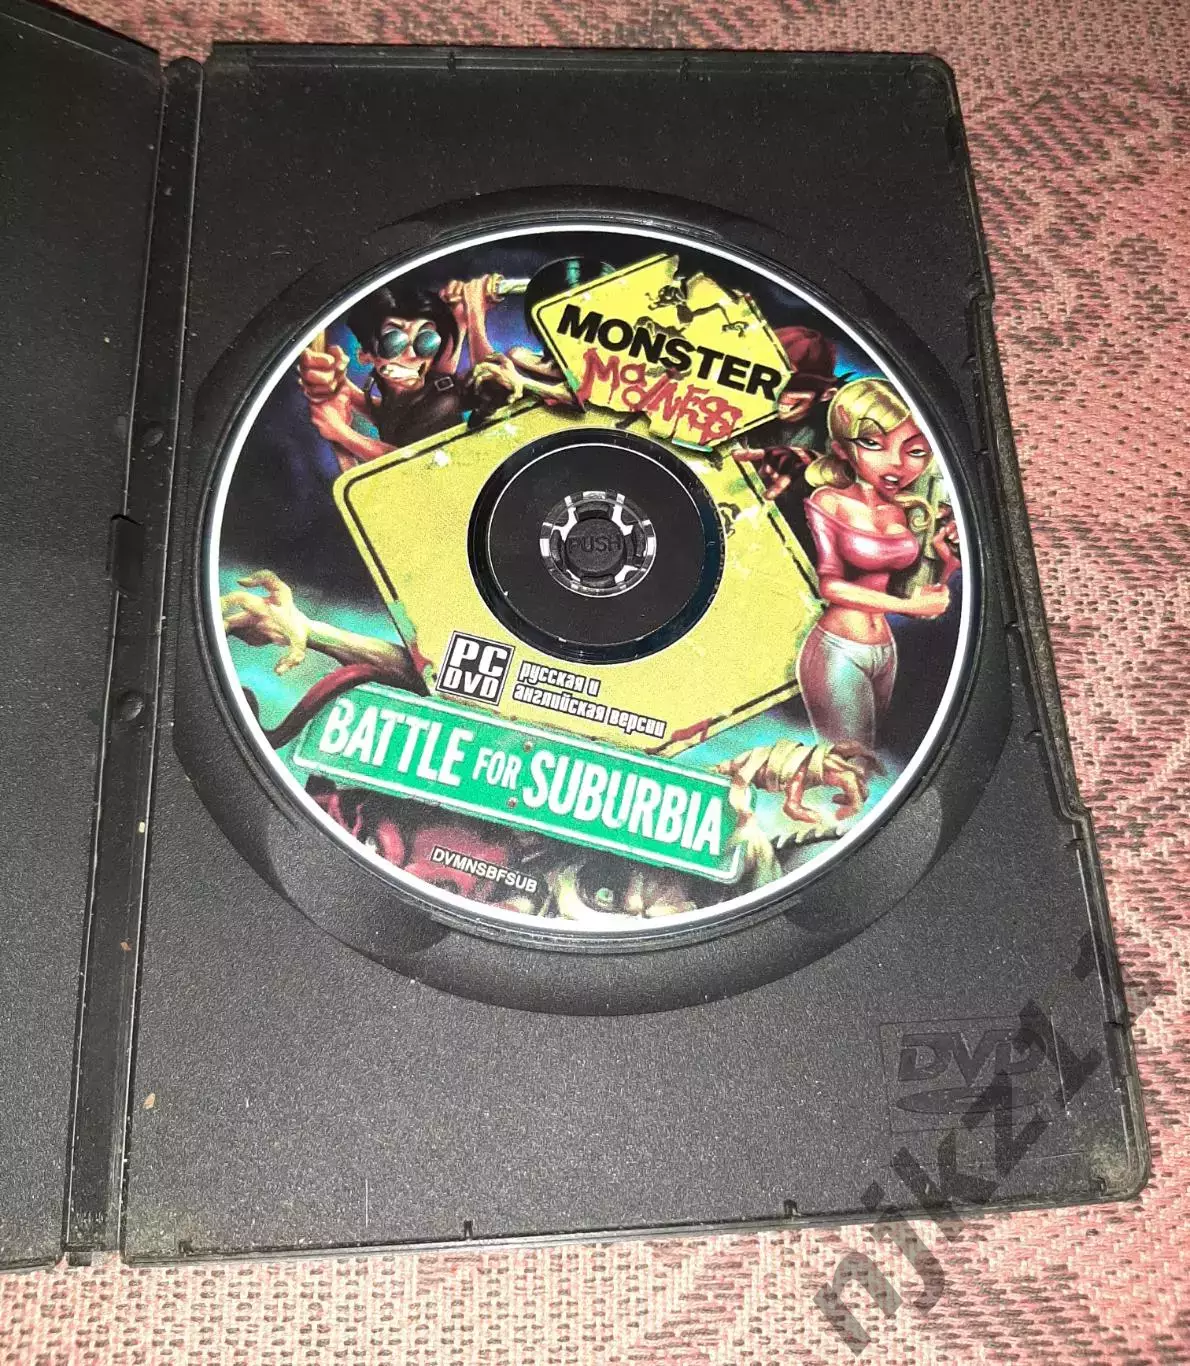 MONSTER
MadNESS
PUSH
PC
DVD
русская и
английская версии
BATTLE FOR SUBURBIA
DVMNSBFSUB
DVD